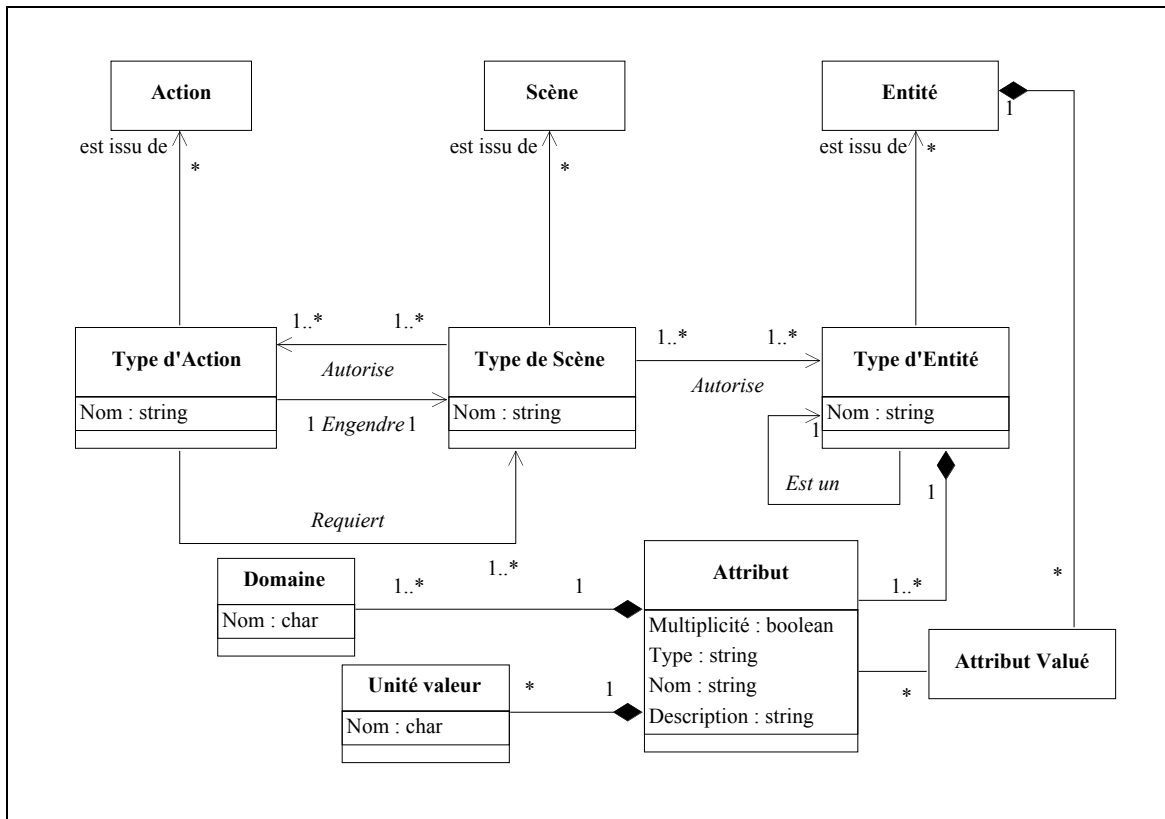 Action
Scène
Entité
1
est issu de
*
est issu de
*
est issu de
*
1..*
1..*
1..*
1..*
Type d'Action
Type de Scène
Type d'Entité
Autorise
Autorise
Nom : string
Nom : string
Nom : string
1 Engendre 1
1
Est un
1
Requiert
Domaine
Nom : char
1..*
1..*
1
Attribut
1..*
*
Multiplicité : boolean
Type : string
Nom : string
Description : string
Attribut Valué
*
Unité valeur
Nom : char
*
1